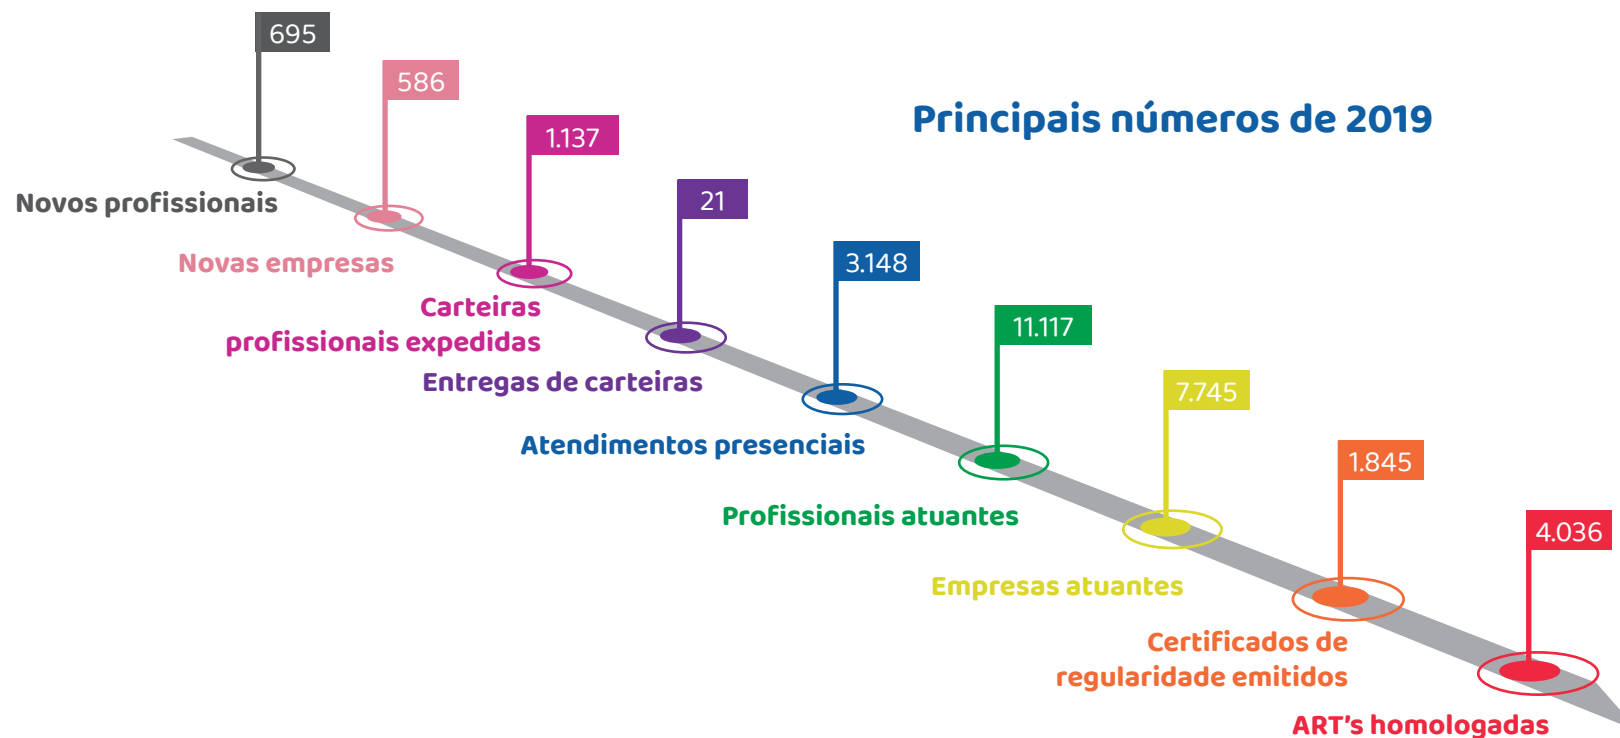 Principais números de 2019
695
Novos profissionais
586
Novas empresas
1.137
Carteiras
profissionais expedidas
21
Entregas de carteiras
3.148
Atendimentos presenciais
11.117
Profissionais atuantes
7.745
Empresas atuantes
1.845
Certificados de
regularidade emitidos
4.036
ART's homologadas